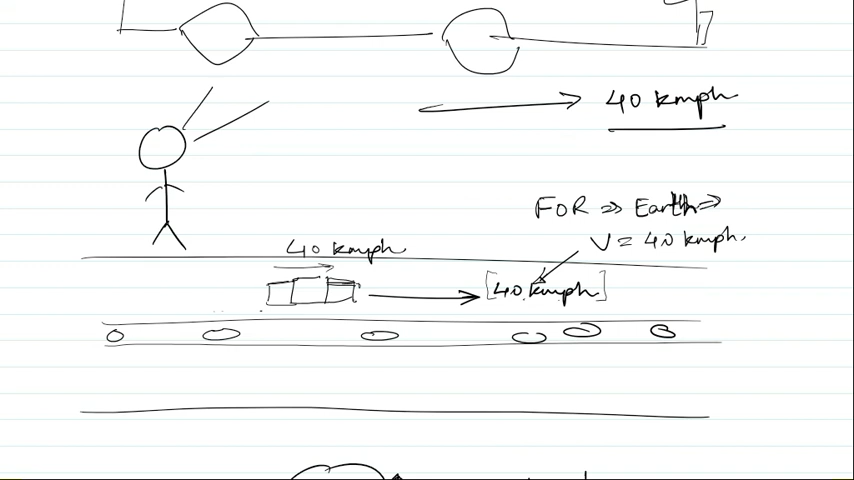 40 kmph
FOR ⇒ Earth ⇒
V = 40 kmph.
40 kmph
[40 kmph]